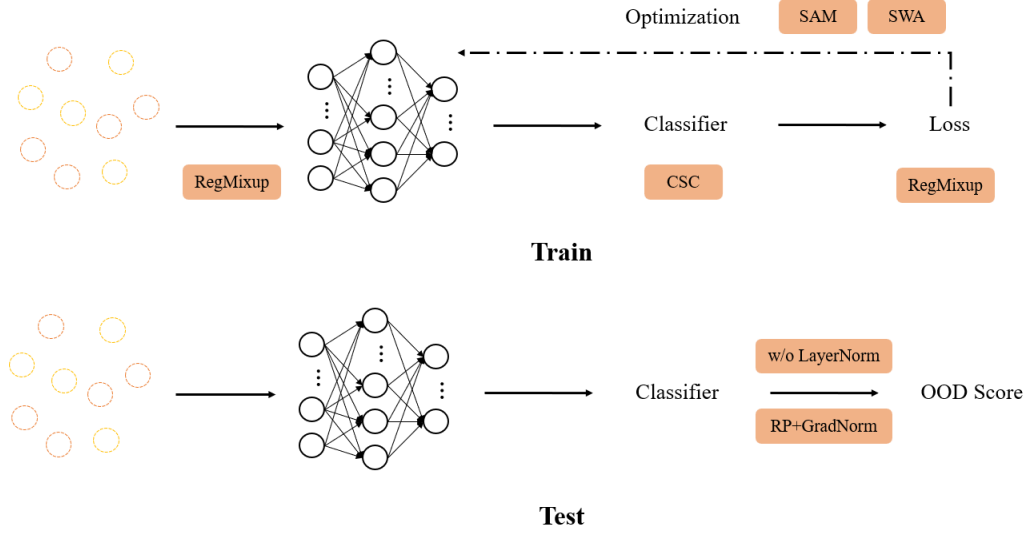 Optimization SAM SWA
Classifier Loss
RegMixup CSC RegMixup
Train
w/o LayerNorm
Classifier OOD Score
RP+GradNorm
Test